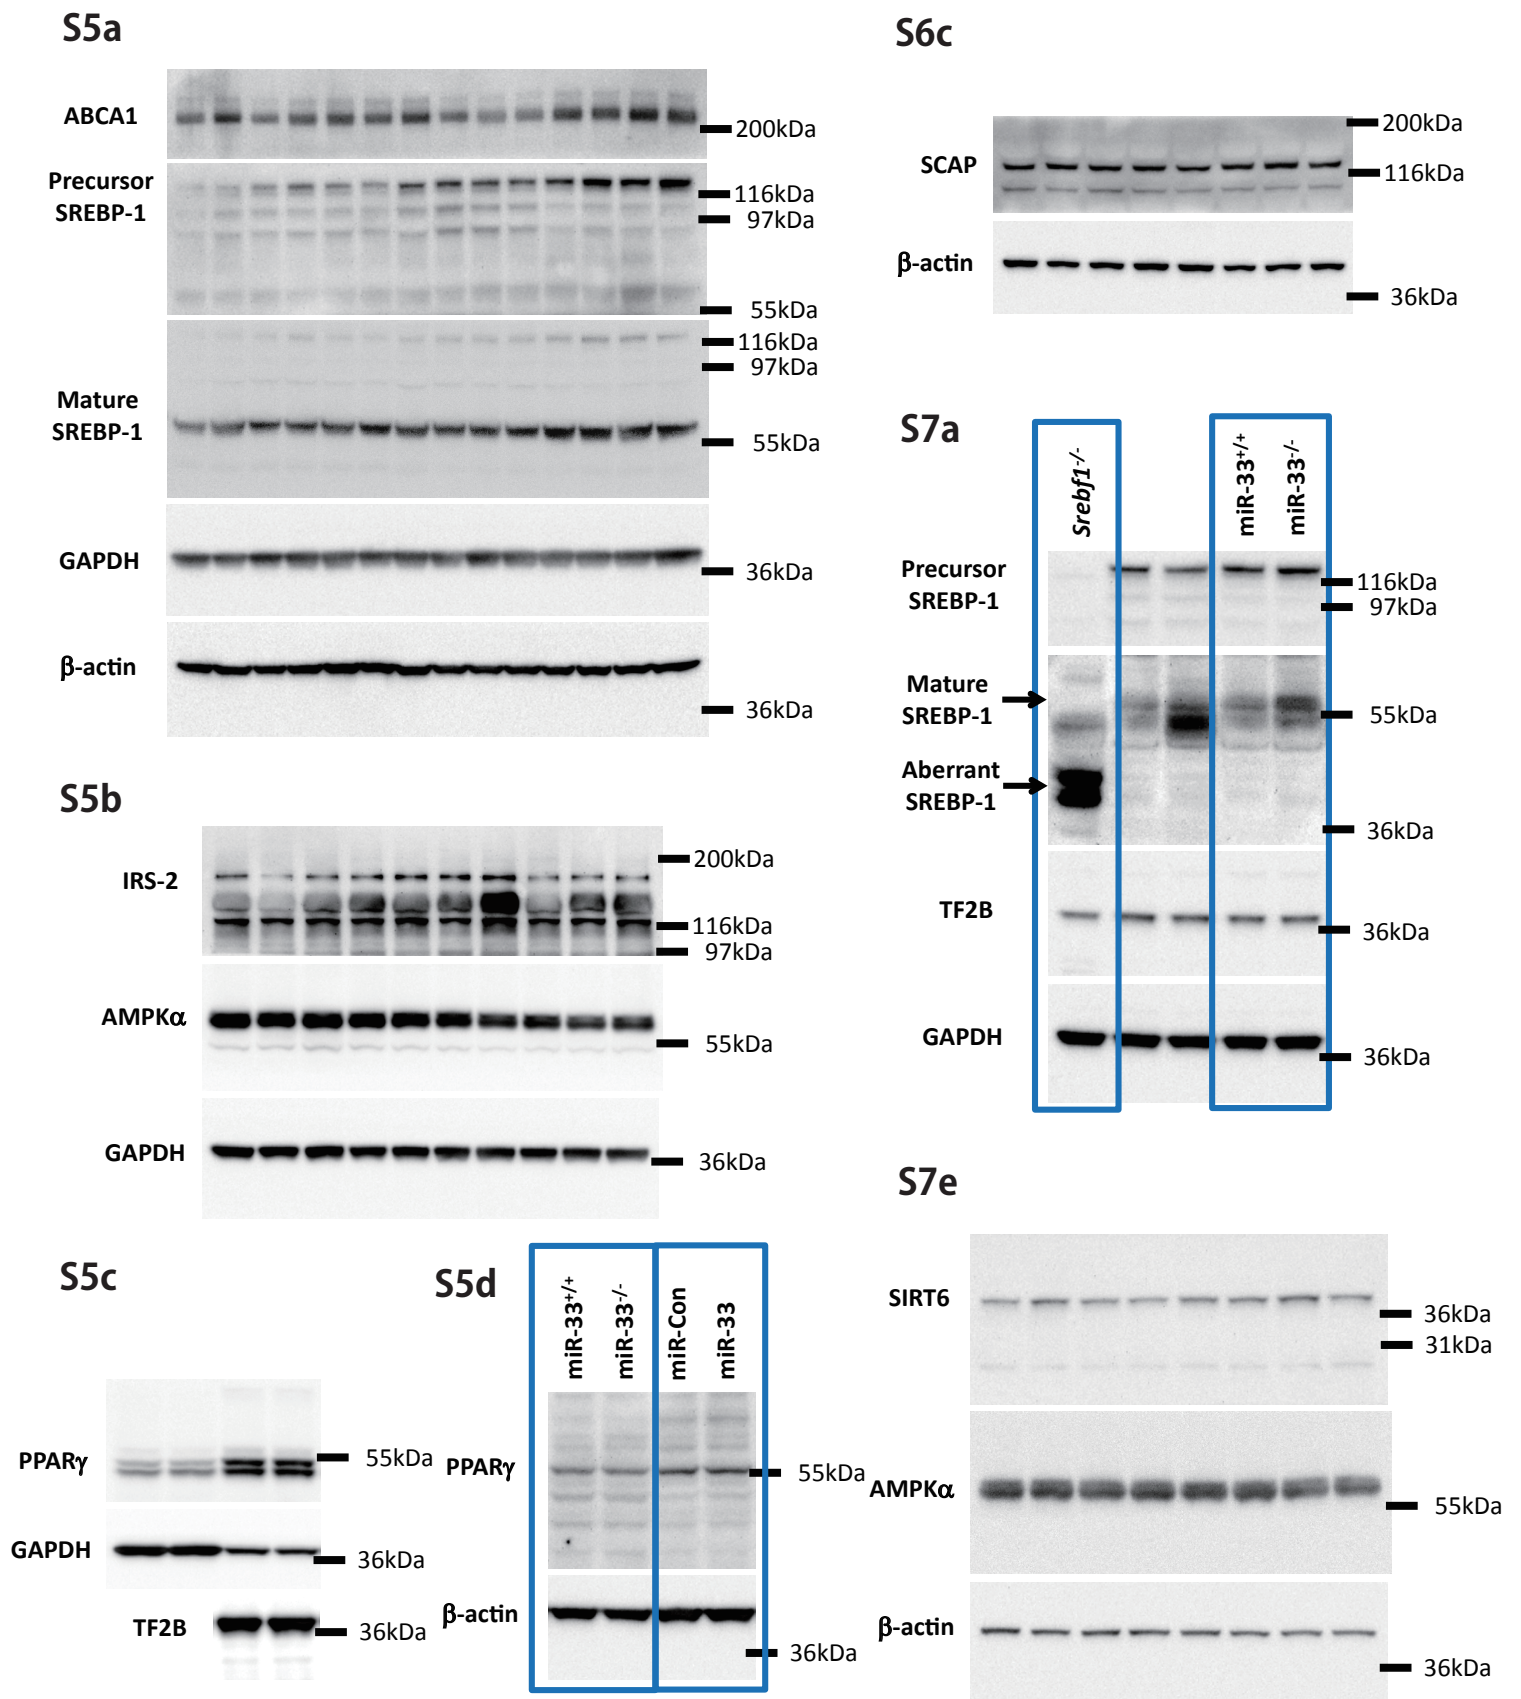 S5a
ABCA1
200kDa
Precursor
SREBP-1
116kDa
97kDa
55kDa
116kDa
97kDa
Mature
SREBP-1
55kDa
GAPDH
36kDa
β-actin
36kDa
S5b
IRS-2
200kDa
116kDa
97kDa
AMPKα
55kDa
GAPDH
36kDa
S5c
PPARγ
55kDa
GAPDH
36kDa
TF2B
36kDa
S5d
miR-33+/+
miR-33-/-
miR-Con
miR-33
PPARγ
55kDa
β-actin
36kDa
S6c
SCAP
200kDa
116kDa
β-actin
36kDa
S7a
Srebf1-/-
miR-33+/+
miR-33-/-
Precursor
SREBP-1
116kDa
97kDa
Mature
SREBP-1
55kDa
Aberrant
SREBP-1
36kDa
TF2B
36kDa
GAPDH
36kDa
S7e
SIRT6
36kDa
31kDa
AMPKα
55kDa
β-actin
36kDa